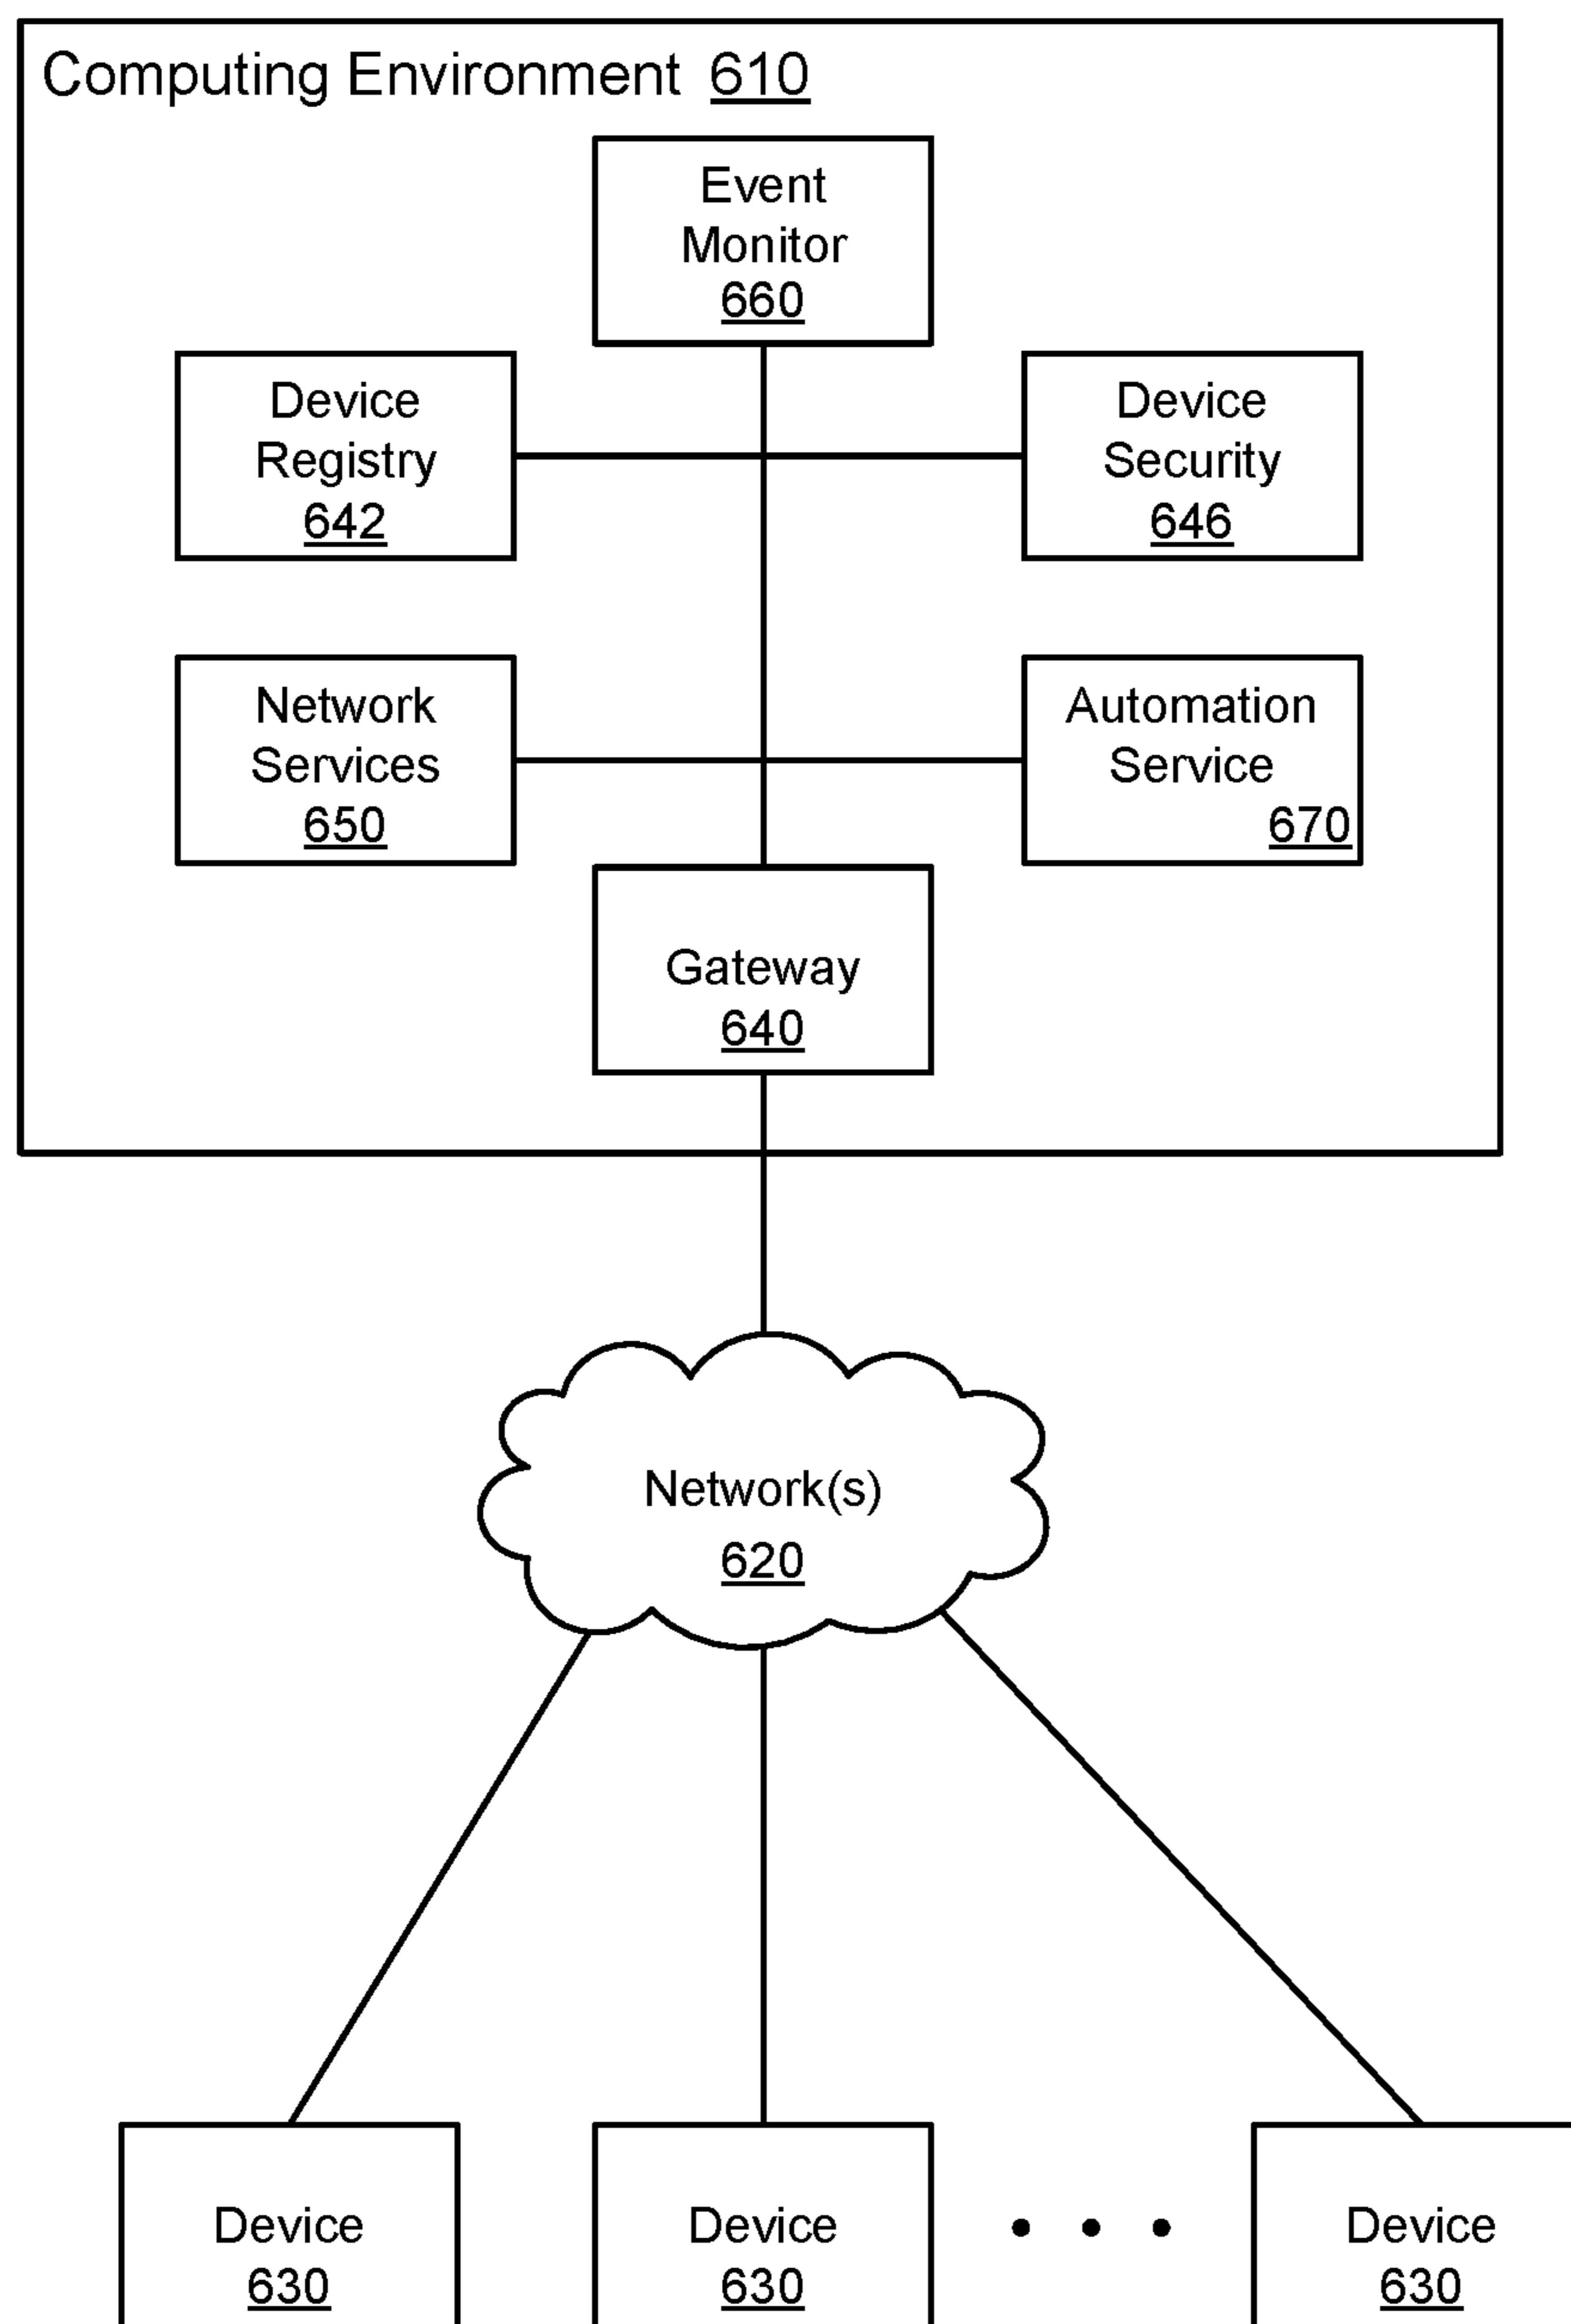 Computing Environment 610
Event
Monitor
660
Device
Registry
642
Device
Security
646
Network
Services
650
Automation
Service
670
Gateway
640
Network(s)
620
Device
630
Device
630
Device
630